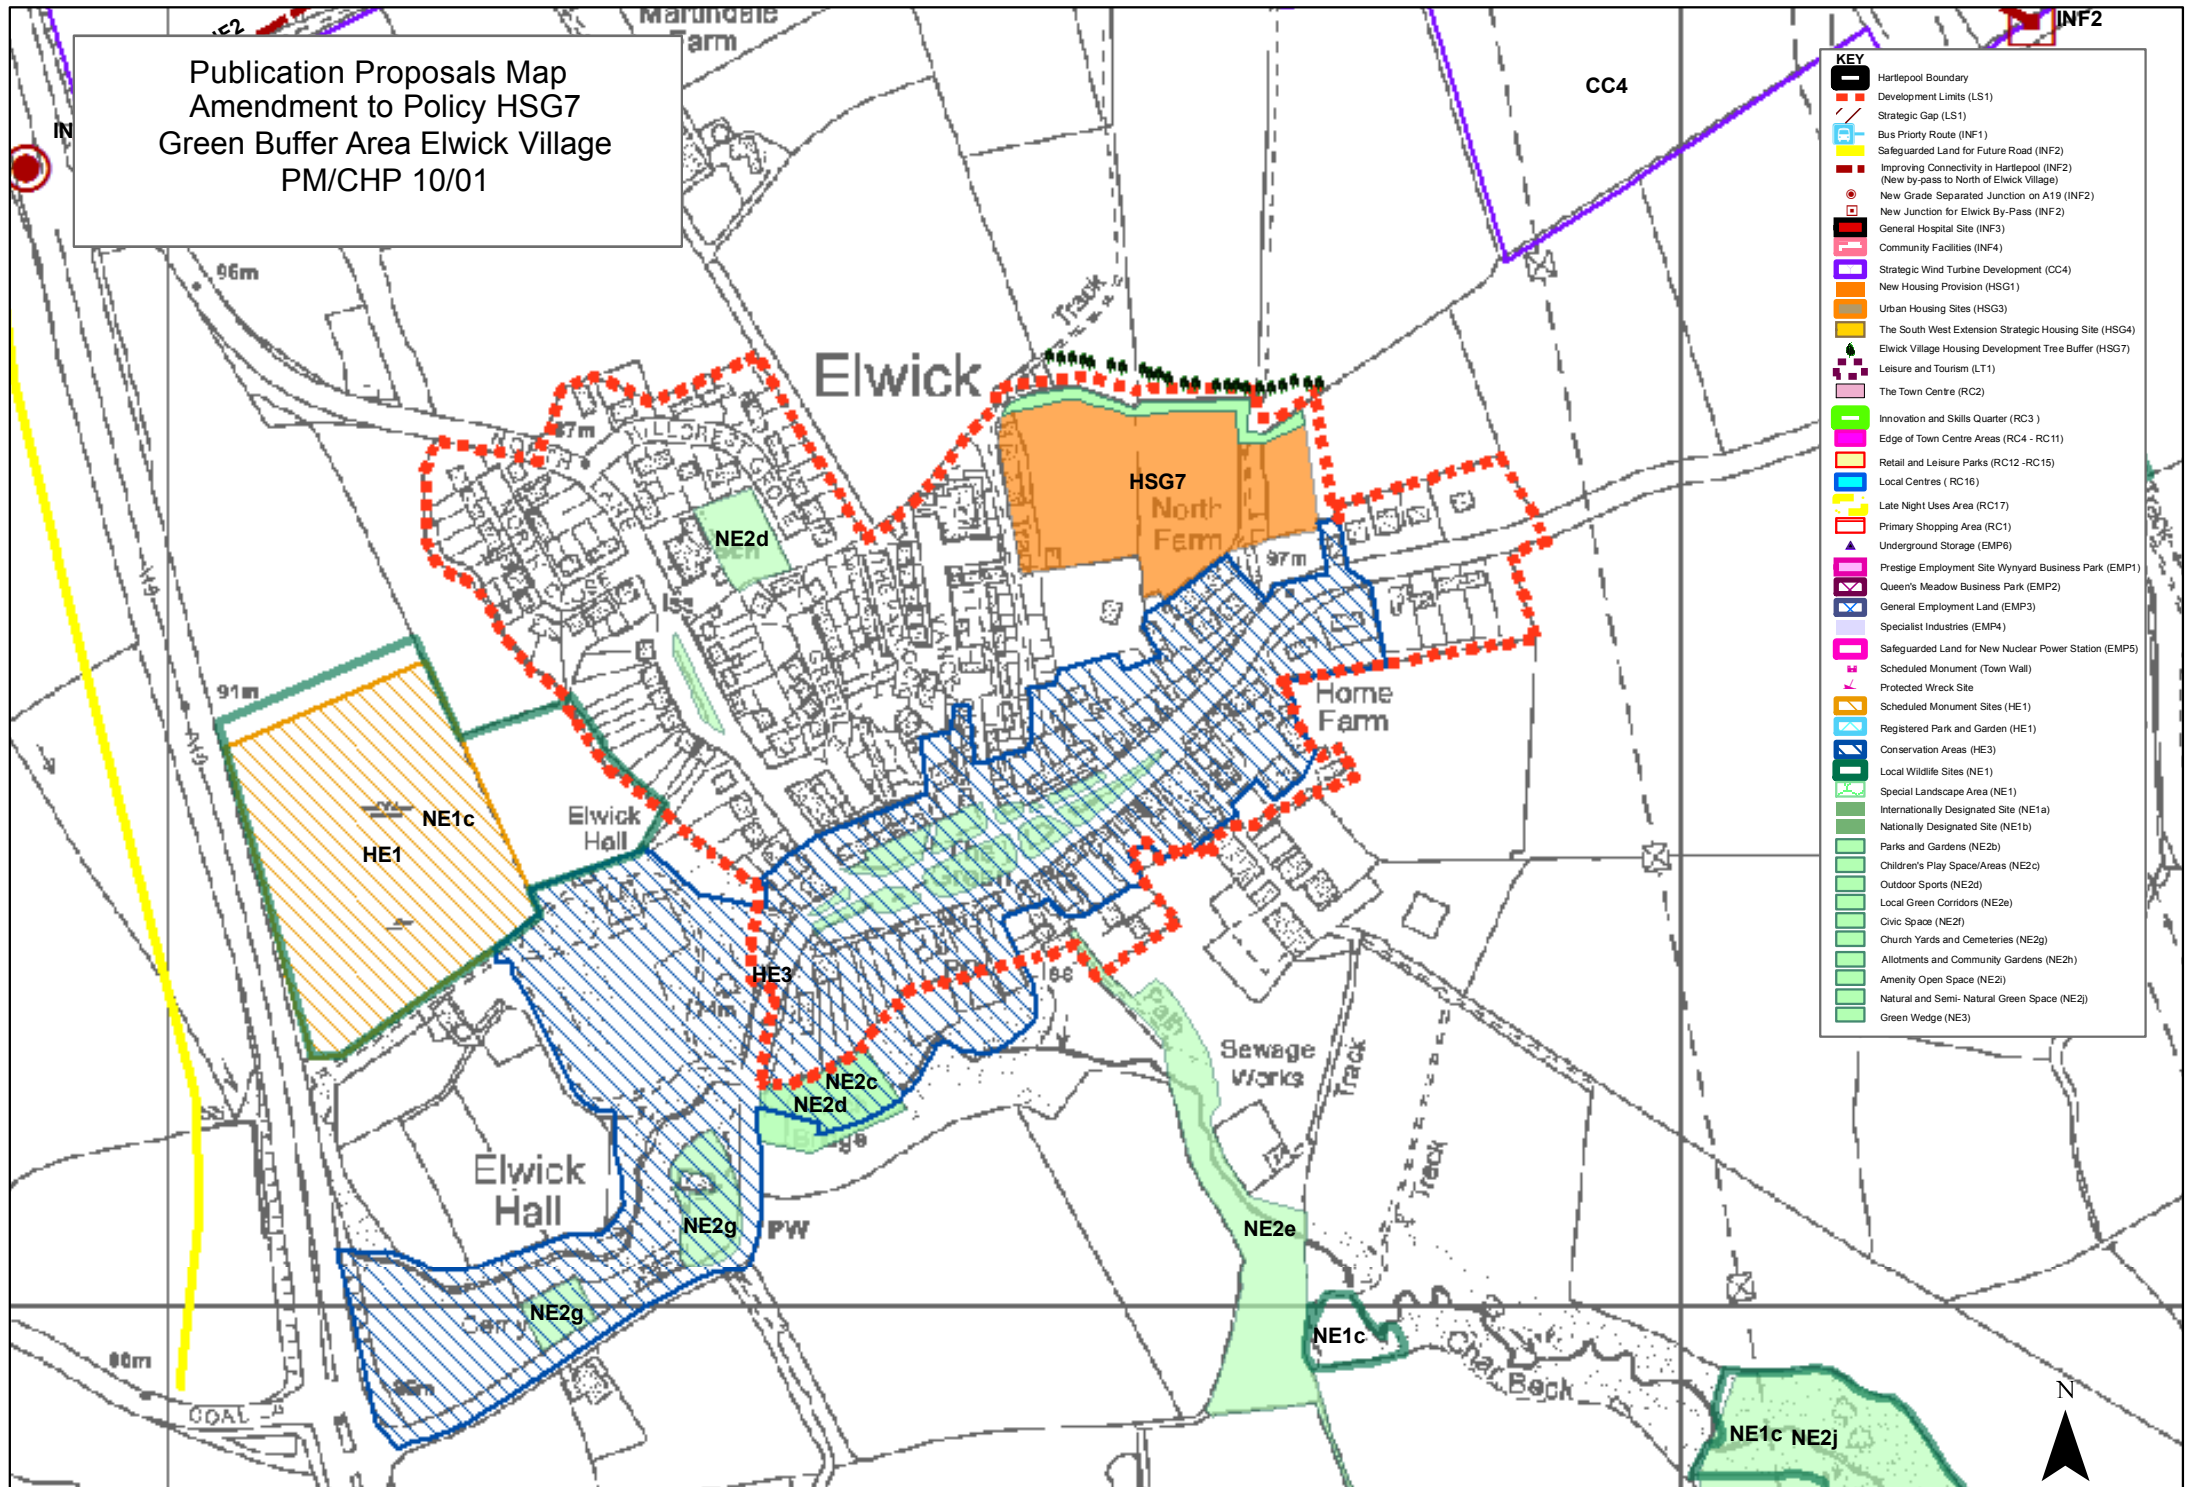 Publication Proposals Map
Amendment to Policy HSG7
Green Buffer Area Elwick Village
PM/CHP 10/01
Martindale
Farm
INF2
CC4
KEY
Hartlepool Boundary
Development Limits (LS1)
Strategic Gap (LS1)
Bus Priorty Route (INF1)
Safeguarded Land for Future Road (INF2)
Improving Connectivity in Hartlepool (INF2)
(New by-pass to North of Elwick Village)
New Grade Separated Junction on A19 (INF2)
New Junction for Elwick By-Pass (INF2)
General Hospital Site (INF3)
Community Facilities (INF4)
Strategic Wind Turbine Development (CC4)
New Housing Provision (HSG1)
Urban Housing Sites (HSG3)
The South West Extension Strategic Housing Site (HSG4)
Elwick Village Housing Development Tree Buffer (HSG7)
Leisure and Tourism (LT1)
The Town Centre (RC2)
Innovation and Skills Quarter (RC3 )
Edge of Town Centre Areas (RC4 - RC11)
Retail and Leisure Parks (RC12 -RC15)
Local Centres ( RC16)
Late Night Uses Area (RC17)
Primary Shopping Area (RC1)
Underground Storage (EMP6)
Prestige Employment Site Wynyard Business Park (EMP1)
Queen's Meadow Business Park (EMP2)
General Employment Land (EMP3)
Specialist Industries (EMP4)
Safeguarded Land for New Nuclear Power Station (EMP5)
Scheduled Monument (Town Wall)
Protected Wreck Site
Scheduled Monument Sites (HE1)
Registered Park and Garden (HE1)
Conservation Areas (HE3)
Local Wildlife Sites (NE1)
Special Landscape Area (NE1)
Internationally Designated Site (NE1a)
Nationally Designated Site (NE1b)
Parks and Gardens (NE2b)
Children's Play Space/Areas (NE2c)
Outdoor Sports (NE2d)
Local Green Corridors (NE2e)
Civic Space (NE2f)
Church Yards and Cemeteries (NE2g)
Allotments and Community Gardens (NE2h)
Amenity Open Space (NE2i)
Natural and Semi- Natural Green Space (NE2j)
Green Wedge (NE3)
96m
Track
Elwick
HSG7
North
Farm
97m
NE2d
91m
Home
Farm
NE1c
HE1
Elwick
Hall
The
Green
HE3
74m
Path
Sewage
Works
Track
Track
NE2c
NE2d
Bridge
Elwick
Hall
NE2g
PW
NE2e
NE2g
Cemy
NE1c
Char Beck
COAL
NE1c NE2j
N